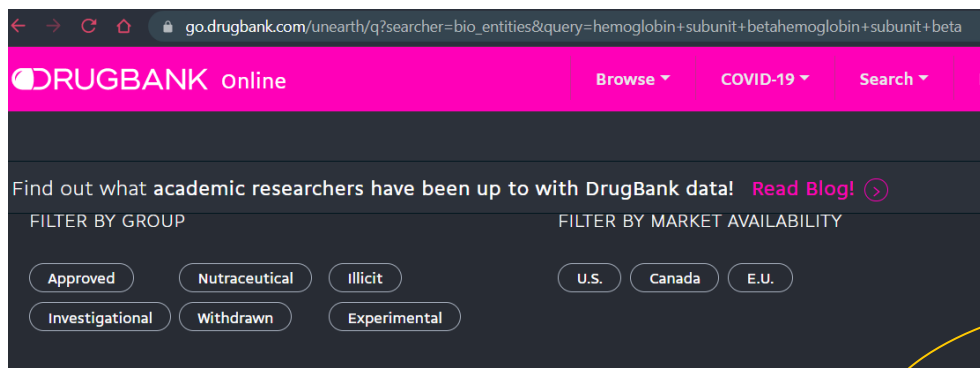 go.drugbank.com/unearth/q?searcher=bio_entities&query=hemoglobin+subunit+betahemoglobin+subunit+beta
DRUGBANK Online Browse COVID-19 Search
Find out what academic researchers have been up to with DrugBank data! Read Blog!
FILTER BY GROUP FILTER BY MARKET AVAILABILITY
Approved Nutraceutical Illicit U.S. Canada E.U.
Investigational Withdrawn Experimental